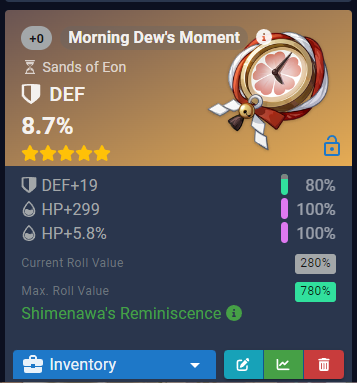 +0 Morning Dew's Moment
Sands of Eon
DEF
8.7%
DEF+19 80%
HP+299 100%
HP+5.8% 100%
Current Roll Value 280%
Max. Roll Value 780%
Shimenawa's Reminiscence
Inventory